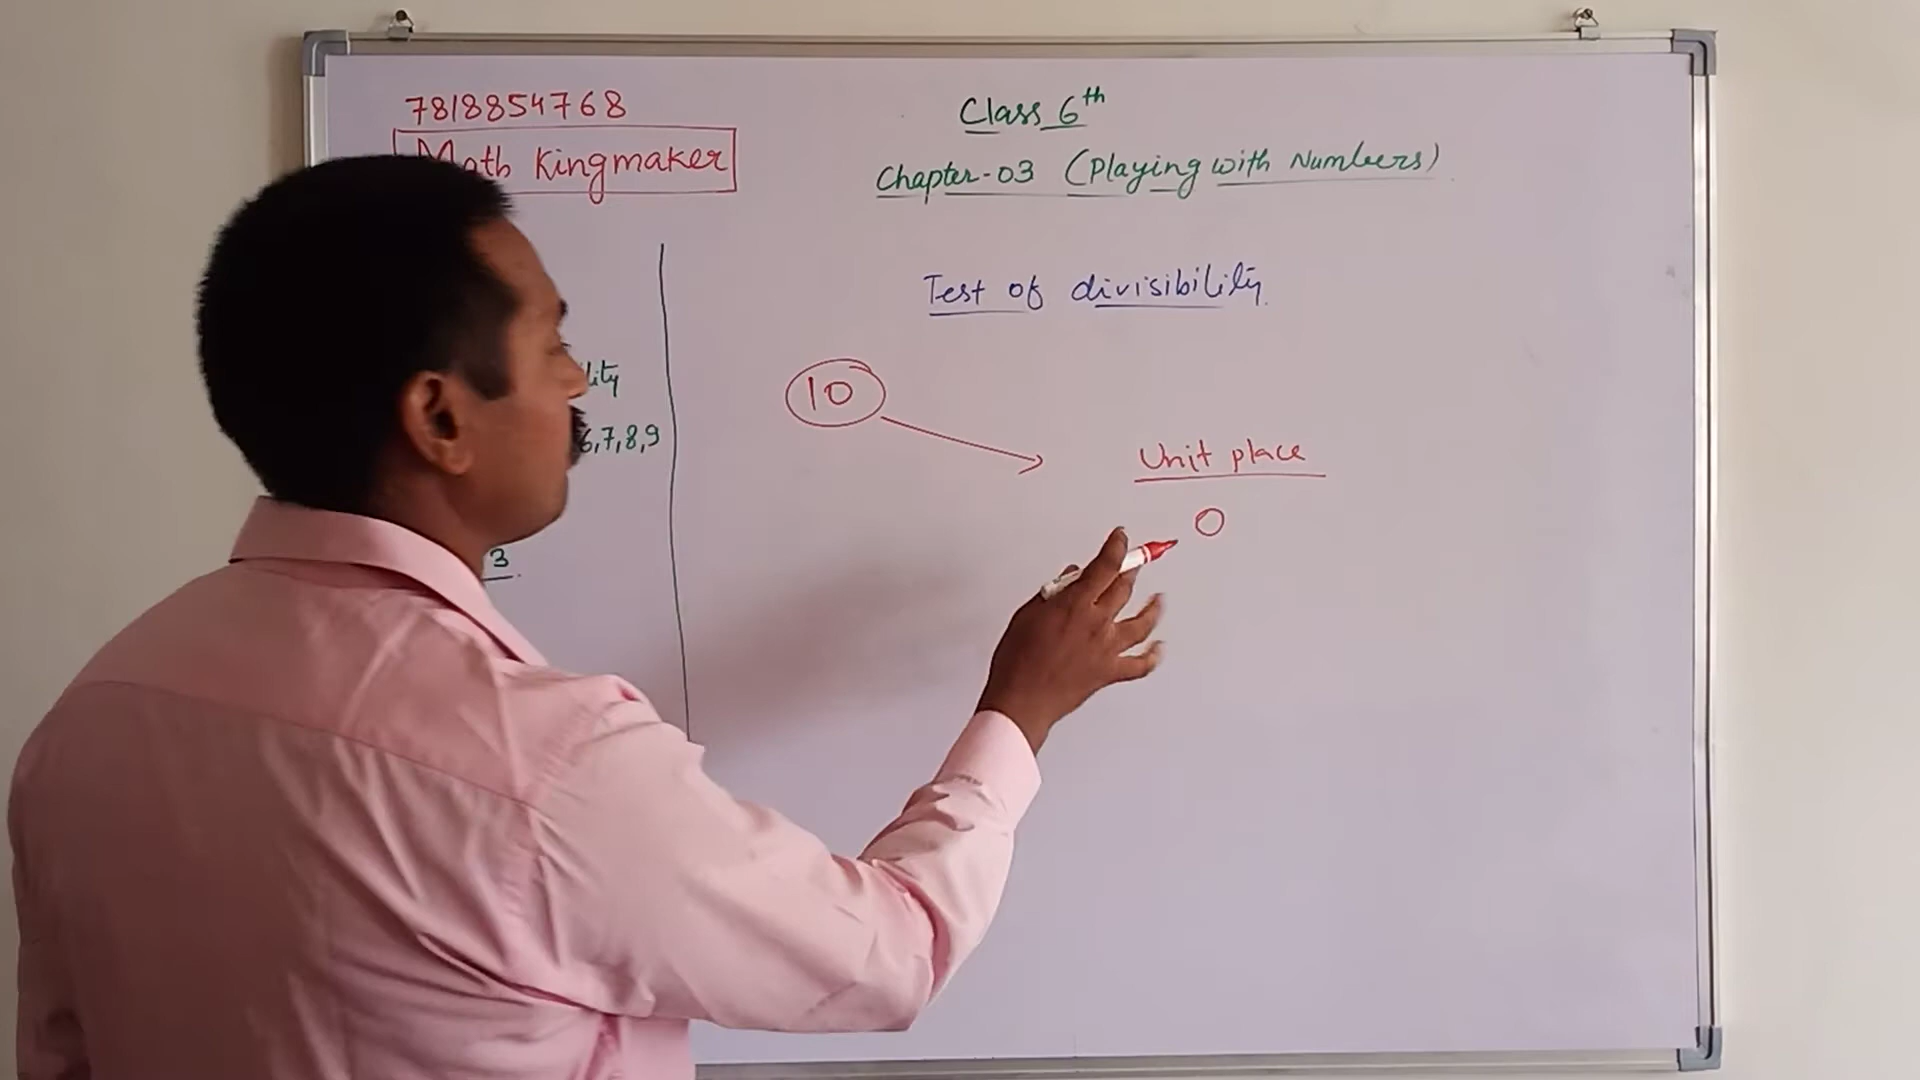 7818854768
Math Kingmaker
Class 6th
Chapter-03 (Playing with Numbers)
Test of divisibility
lity
6,7,8,9
3
10
Unit place
0